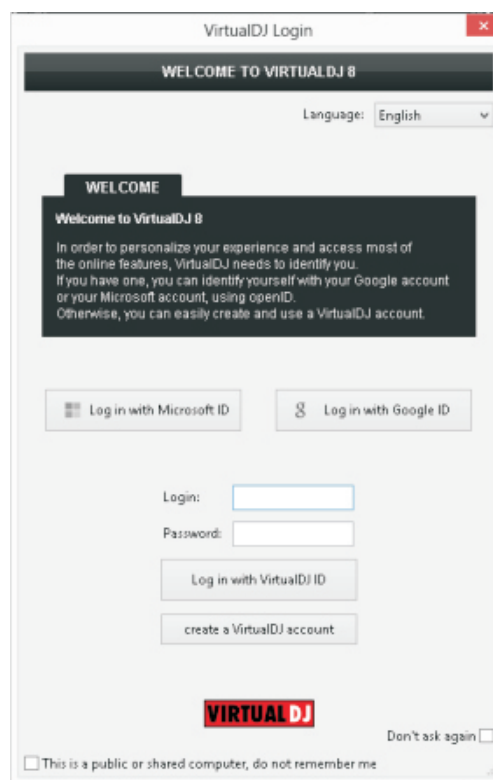 VirtualDJ Login
WELCOME TO VIRTUALDJ 8
Language: English
WELCOME
Welcome to VirtualDJ 8
In order to personalize your experience and access most of
the online features, VirtualDJ needs to identify you.
If you have one, you can identify yourself with your Google account
or your Microsoft account, using openID.
Otherwise, you can easily create and use a VirtualDJ account.
Log in with Microsoft ID
g Log in with Google ID
Login:
Password:
Log in with VirtualDJ ID
create a VirtualDJ account
VIRTUAL DJ
Don't ask again
This is a public or shared computer, do not remember me